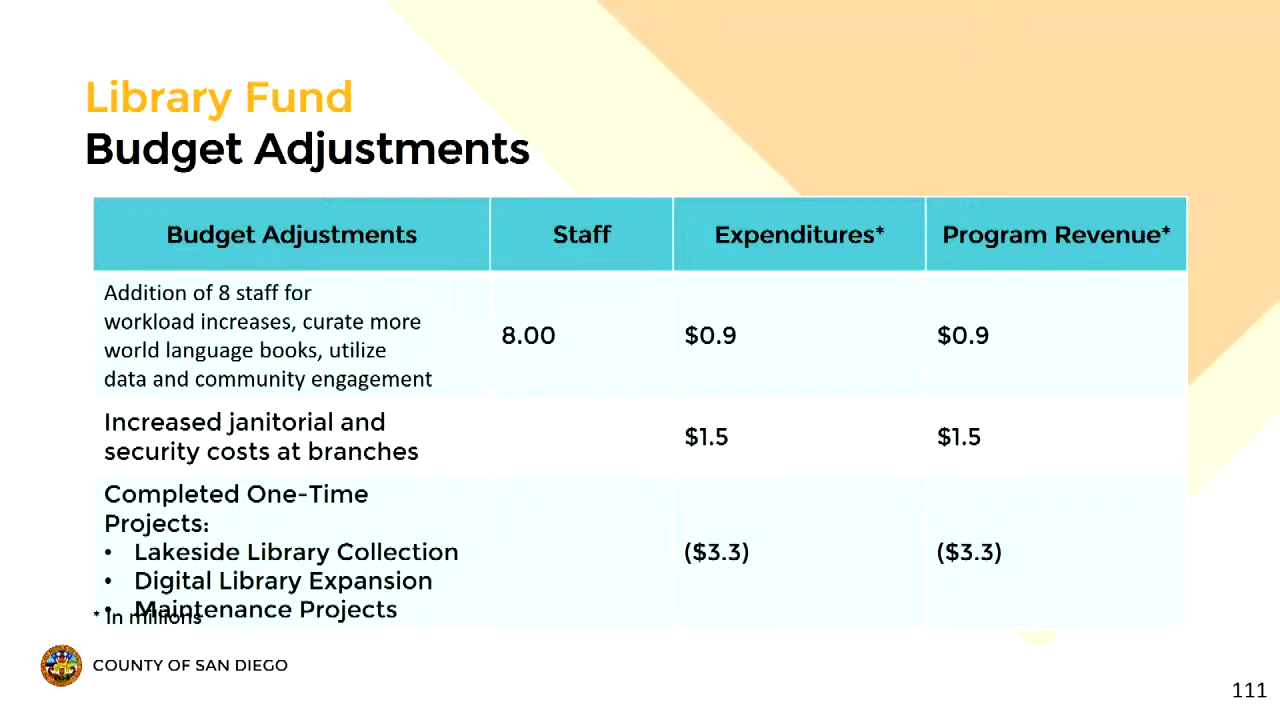 Library Fund
Budget Adjustments
Budget Adjustments
Staff
Expenditures*
Program Revenue*
Addition of 8 staff for
workload increases, curate more
world language books, utilize
data and community engagement
8.00
$0.9
$0.9
Increased janitorial and
security costs at branches
$1.5
$1.5
Completed One-Time
Projects:
• Lakeside Library Collection
• Digital Library Expansion
• Maintenance Projects
($3.3)
($3.3)
* In millions
COUNTY OF SAN DIEGO
111